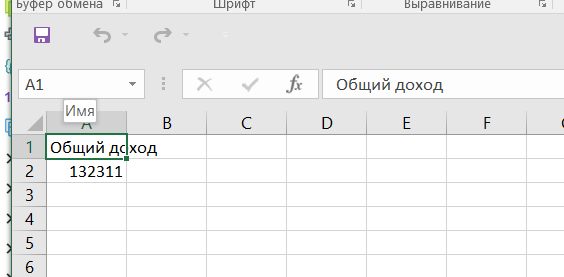 Буфер обмена
Шрифт
Выравнивание
A1
fx
Общий доход
Имя
A B C D E F
1 Общий доход
2 132311
3
4
5
6